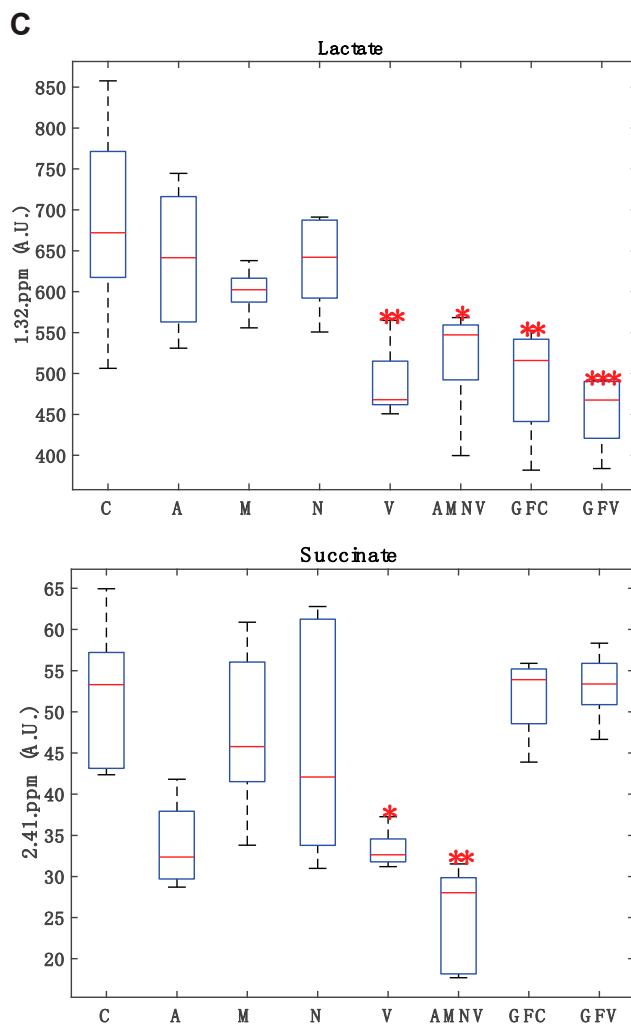 C
Lactate
1.32.ppm (A.U.)
850
800
750
700
650
600
550
500
450
400
** * ** ***
C A M N V AMNV GFC GFV
Succinate
2.41.ppm (A.U.)
65
60
55
50
45
40
35
30
25
20
* **
C A M N V AMNV GFC GFV